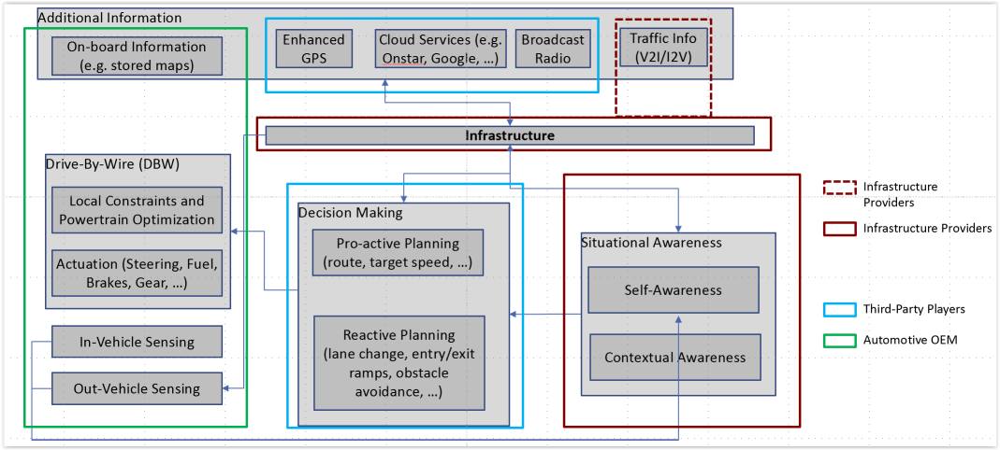 Additional Information
On-board Information
(e.g. stored maps)
Enhanced
GPS
Cloud Services (e.g.
Onstar, Google, ...)
Broadcast
Radio
Traffic Info
(V2I/I2V)
Infrastructure
Drive-By-Wire (DBW)
Local Constraints and
Powertrain Optimization
Actuation (Steering, Fuel,
Brakes, Gear, ...)
In-Vehicle Sensing
Out-Vehicle Sensing
Decision Making
Pro-active Planning
(route, target speed, ...)
Reactive Planning
(lane change, entry/exit
ramps, obstacle
avoidance, ...)
Situational Awareness
Self-Awareness
Contextual Awareness
Infrastructure
Providers
Infrastructure Providers
Third-Party Players
Automotive OEM